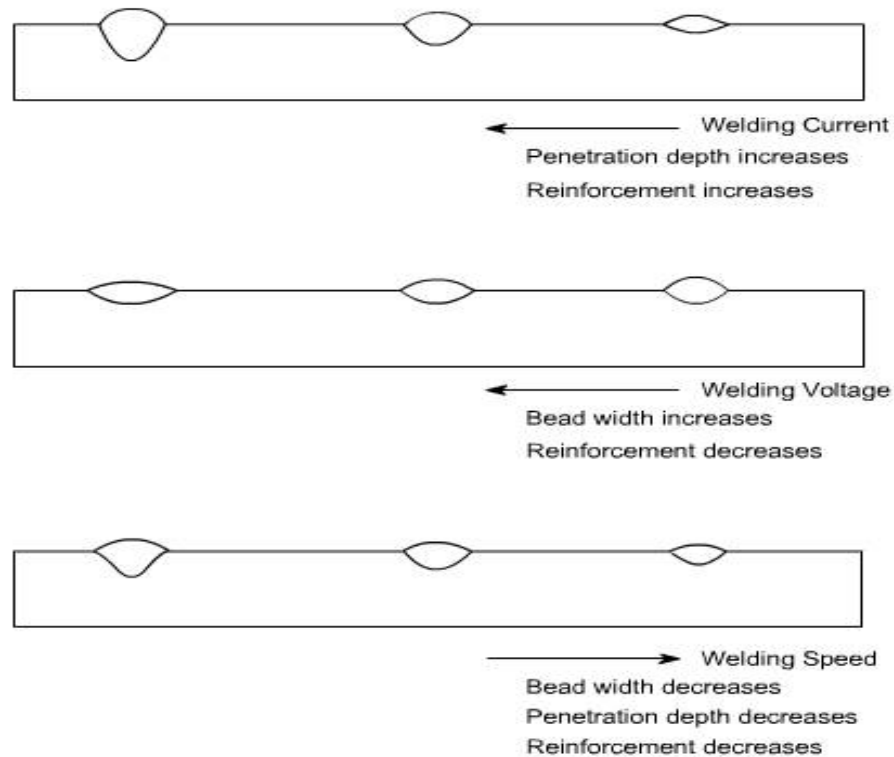 Welding Current
Penetration depth increases
Reinforcement increases
Welding Voltage
Bead width increases
Reinforcement decreases
Welding Speed
Bead width decreases
Penetration depth decreases
Reinforcement decreases